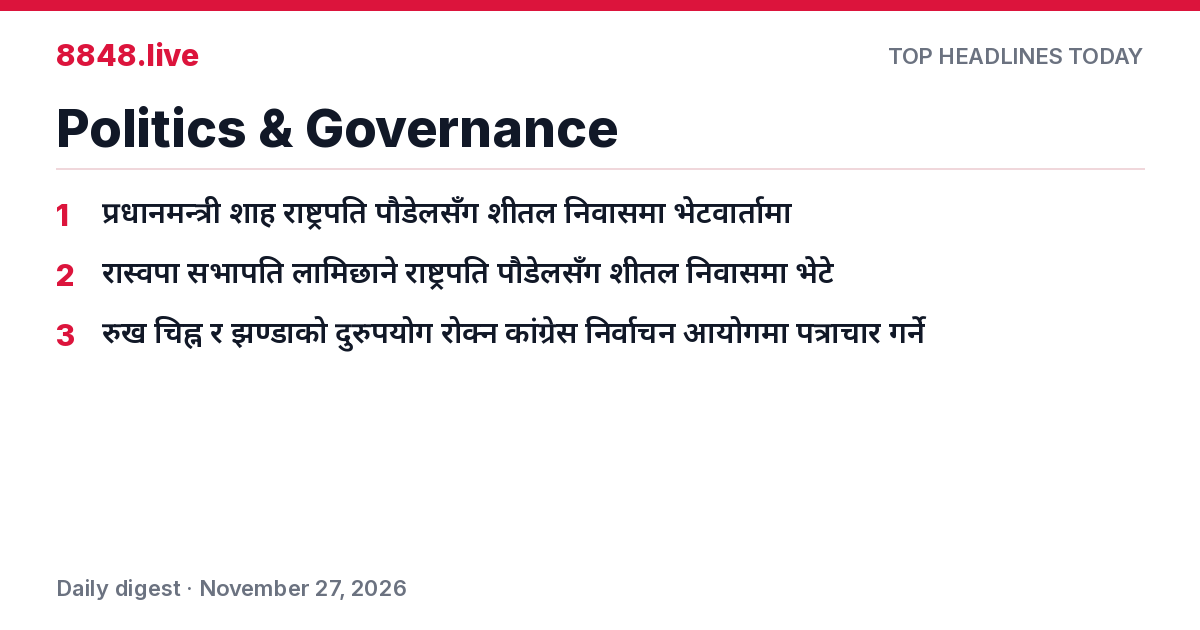 8848.live
TOP HEADLINES TODAY
Politics & Governance
1 प्रधानमन्त्री शाह राष्ट्रपति पौडेलसँग शीतल निवासमा भेटवार्तामा
2 रास्वपा सभापति लामिछाने राष्ट्रपति पौडेलसँग शीतल निवासमा भेटे
3 रुख चिह्न र झण्डाको दुरुपयोग रोक्न कांग्रेस निर्वाचन आयोगमा पत्राचार गर्ने
Daily digest · November 27, 2026